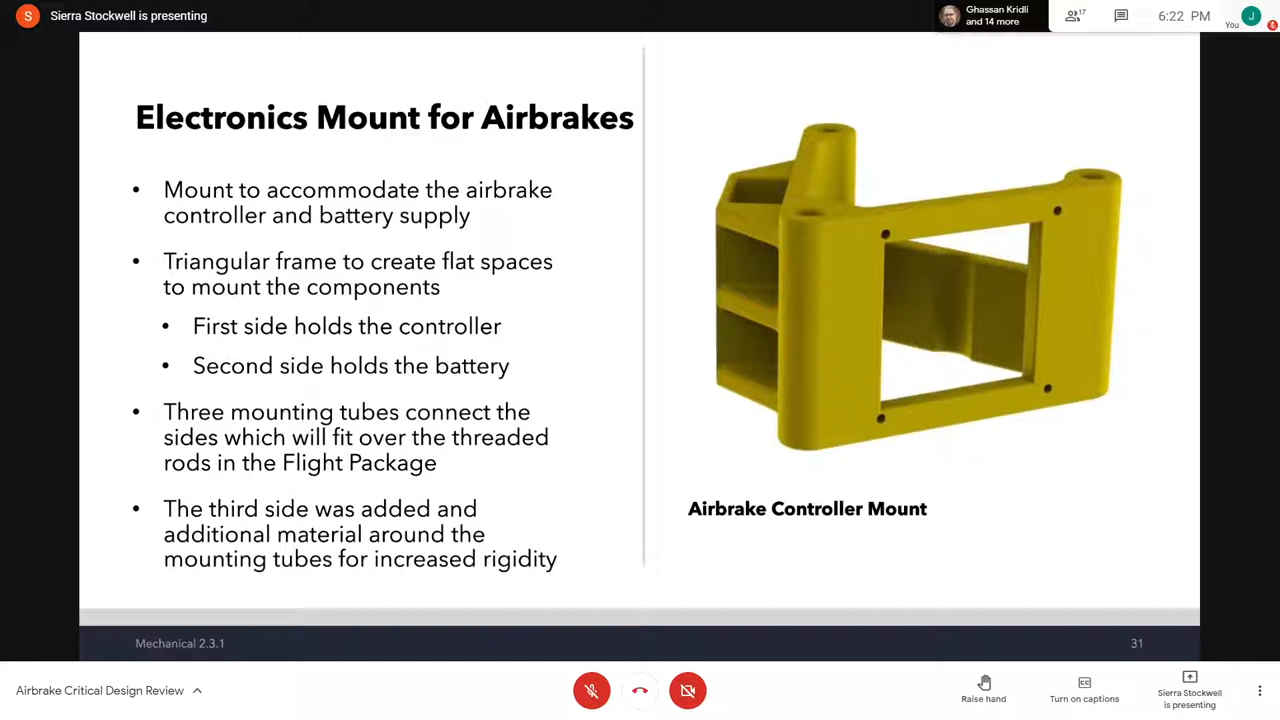 S Sierra Stockwell is presenting
Ghassan Kridli
and 14 more
17
6:22 PM
You
J
Electronics Mount for Airbrakes
• Mount to accommodate the airbrake
controller and battery supply
• Triangular frame to create flat spaces
to mount the components
• First side holds the controller
• Second side holds the battery
• Three mounting tubes connect the
sides which will fit over the threaded
rods in the Flight Package
• The third side was added and
additional material around the
mounting tubes for increased rigidity
Airbrake Controller Mount
Mechanical 2.3.1
31
Airbrake Critical Design Review
Raise hand
CC
Turn on captions
Sierra Stockwell
is presenting